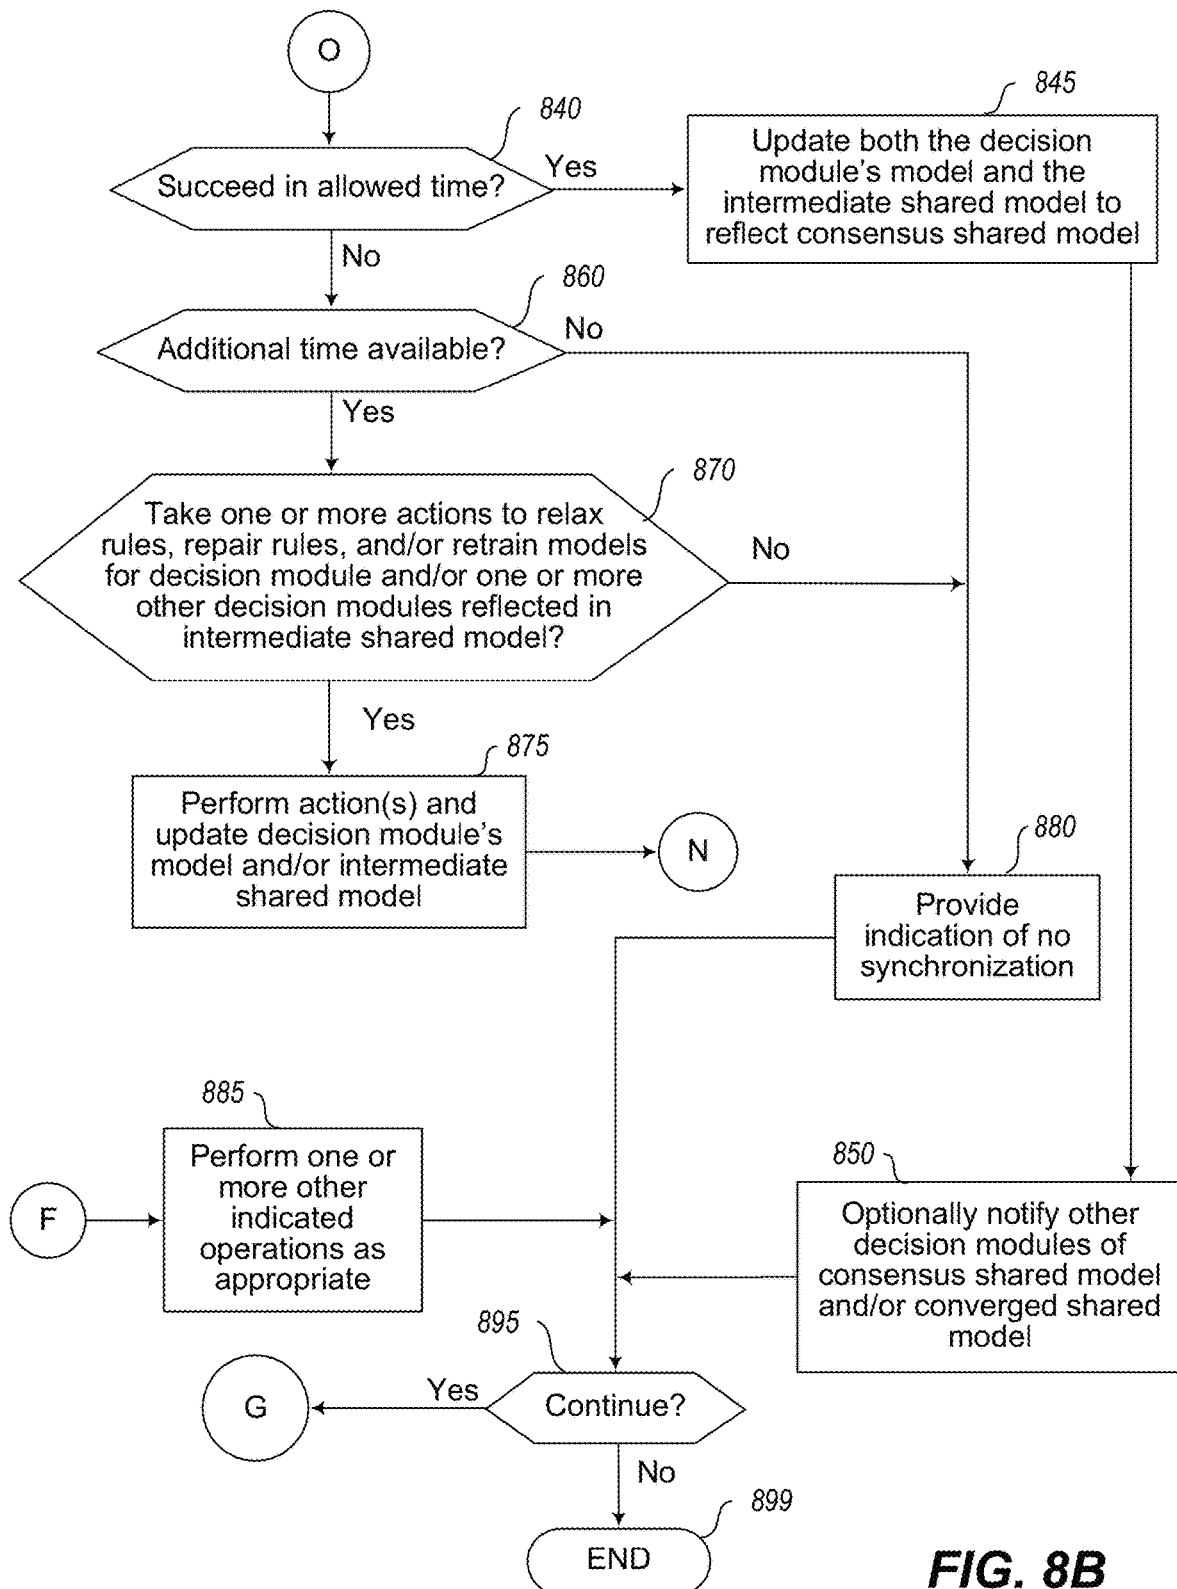 O
840
845
Succeed in allowed time?
Yes
Update both the decision
module's model and the
intermediate shared model to
reflect consensus shared model
No
860
Additional time available?
No
Yes
870
Take one or more actions to relax
rules, repair rules, and/or retrain models
for decision module and/or one or more
other decision modules reflected in
intermediate shared model?
No
Yes
875
Perform action(s) and
update decision module's
model and/or intermediate
shared model
N
880
Provide
indication of no
synchronization
885
F
Perform one or
more other
indicated
operations as
appropriate
850
Optionally notify other
decision modules of
consensus shared model
and/or converged shared
model
895
G
Yes
Continue?
No
899
END
FIG. 8B